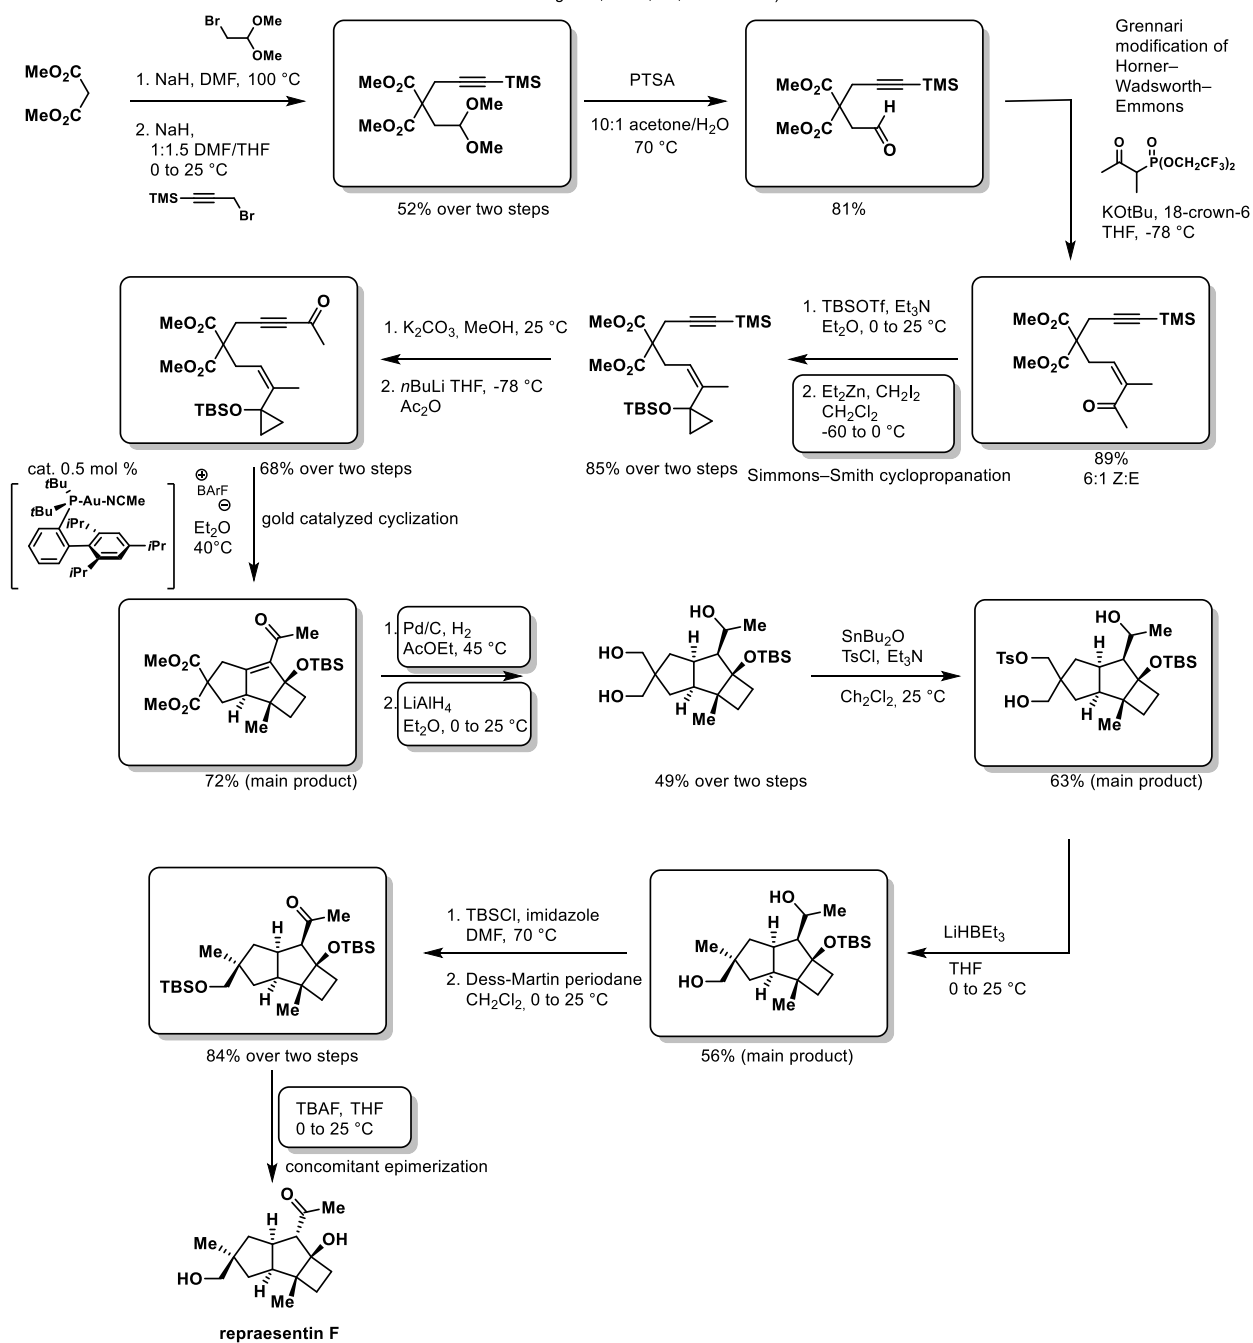 Br
OMe
OMe
MeO₂C
MeO₂C
1. NaH, DMF, 100 °C
2. NaH,
1:1.5 DMF/THF
0 to 25 °C
TMS
Br
MeO₂C
TMS
OMe
MeO₂C
OMe
52% over two steps
PTSA
10:1 acetone/H₂O
70 °C
MeO₂C
TMS
H
MeO₂C
O
81%
Grennari
modification of
Horner–
Wadsworth–
Emmons
O
O
P(OCH₂CF₃)₂
KOtBu, 18-crown-6
THF, -78 °C
MeO₂C
TMS
MeO₂C
O
89%
6:1 Z:E
1. TBSOTf, Et₃N
Et₂O, 0 to 25 °C
2. Et₂Zn, CH₂I₂
CH₂Cl₂
-60 to 0 °C
Simmons–Smith cyclopropanation
MeO₂C
TMS
MeO₂C
TBSO
85% over two steps
1. K₂CO₃, MeOH, 25 °C
2. nBuLi THF, -78 °C
Ac₂O
O
MeO₂C
MeO₂C
TBSO
68% over two steps
cat. 0.5 mol %
tBu
tBu
P-Au-NCMe
iPr
iPr
iPr
⊕
BArF
⊖
Et₂O
40°C
gold catalyzed cyclization
O
Me
MeO₂C
OTBS
MeO₂C
H
Me
72% (main product)
1. Pd/C, H₂
AcOEt, 45 °C
2. LiAlH₄
Et₂O, 0 to 25 °C
HO
Me
H
HO
OTBS
HO
H
Me
49% over two steps
SnBu₂O
TsCl, Et₃N
Ch₂Cl₂, 25 °C
HO
Me
H
TsO
OTBS
HO
H
Me
63% (main product)
LiHBEt₃
THF
0 to 25 °C
HO
Me
H
Me
OTBS
HO
H
Me
56% (main product)
1. TBSCl, imidazole
DMF, 70 °C
2. Dess-Martin periodane
CH₂Cl₂, 0 to 25 °C
O
Me
H
Me
OTBS
TBSO
H
Me
84% over two steps
TBAF, THF
0 to 25 °C
concomitant epimerization
O
Me
H
Me
OH
HO
H
Me
repraesentin F